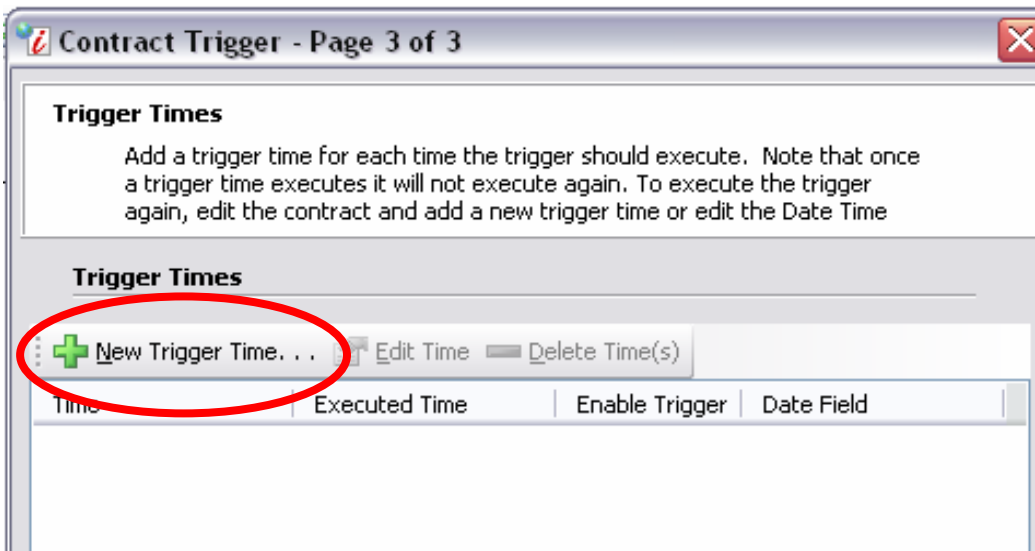 Contract Trigger - Page 3 of 3
Trigger Times
Add a trigger time for each time the trigger should execute. Note that once
a trigger time executes it will not execute again. To execute the trigger
again, edit the contract and add a new trigger time or edit the Date Time
Trigger Times
New Trigger Time. . . Edit Time Delete Time(s)
Time Executed Time Enable Trigger Date Field